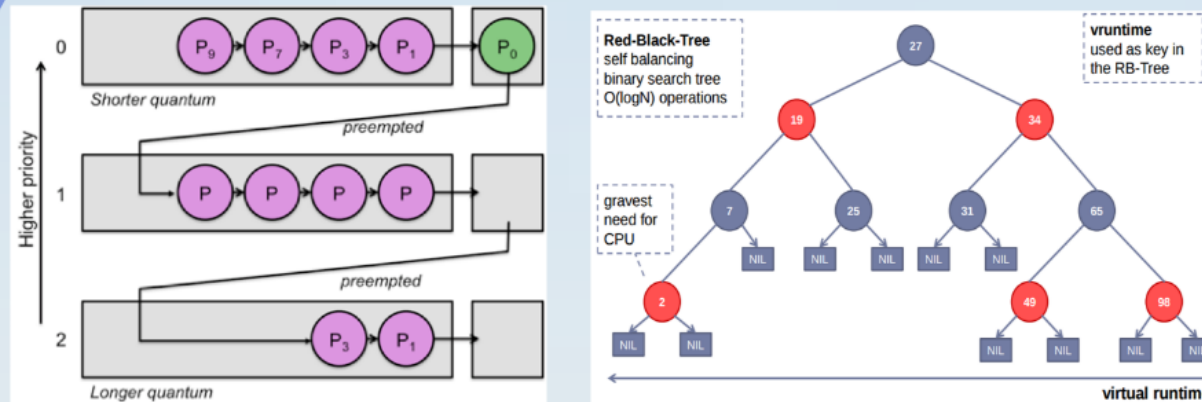 0
P9
P7
P3
P1
P0
Shorter quantum
preempted
Higher priority
1
P
P
P
P
preempted
2
P3
P1
Longer quantum
Red-Black-Tree
self balancing
binary search tree
O(logN) operations
27
vruntime
used as key in
the RB-Tree
19
34
gravest
need for
CPU
7
25
31
65
NIL
NIL
NIL
NIL
NIL
2
49
98
NIL
NIL
NIL
NIL
NIL
NIL
virtual runtime